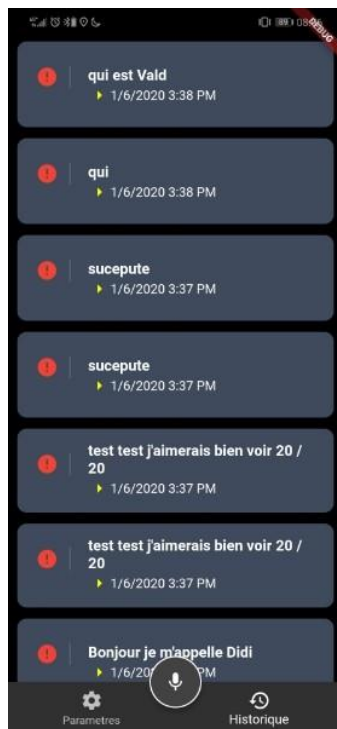 DEBUG
qui est Vald
1/6/2020 3:38 PM
qui
1/6/2020 3:38 PM
sucepute
1/6/2020 3:37 PM
sucepute
1/6/2020 3:37 PM
test test j'aimerais bien voir 20 /
20
1/6/2020 3:37 PM
test test j'aimerais bien voir 20 /
20
1/6/2020 3:37 PM
Bonjour je m'appelle Didi
PM
Parametres
Historique